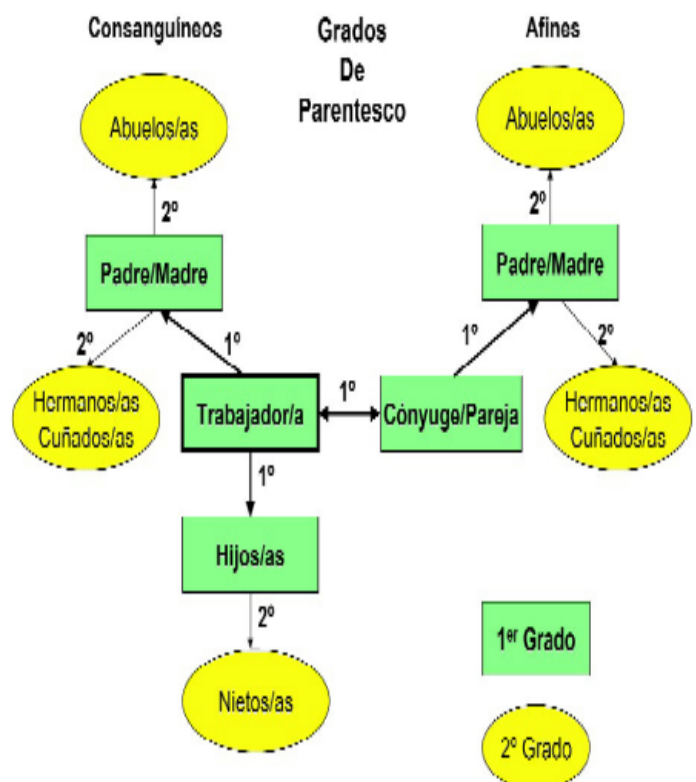 Consanguíneos
Grados
De
Parentesco
Afines
Abuelos/as
Abuelos/as
2º
2º
Padre/Madre
Padre/Madre
2º
1º
1º
2º
Hermanos/as
Cuñados/as
Trabajador/a
1º
Cónyuge/Pareja
Hermanos/as
Cuñados/as
1º
Hijos/as
2º
1er Grado
Nietos/as
2º Grado